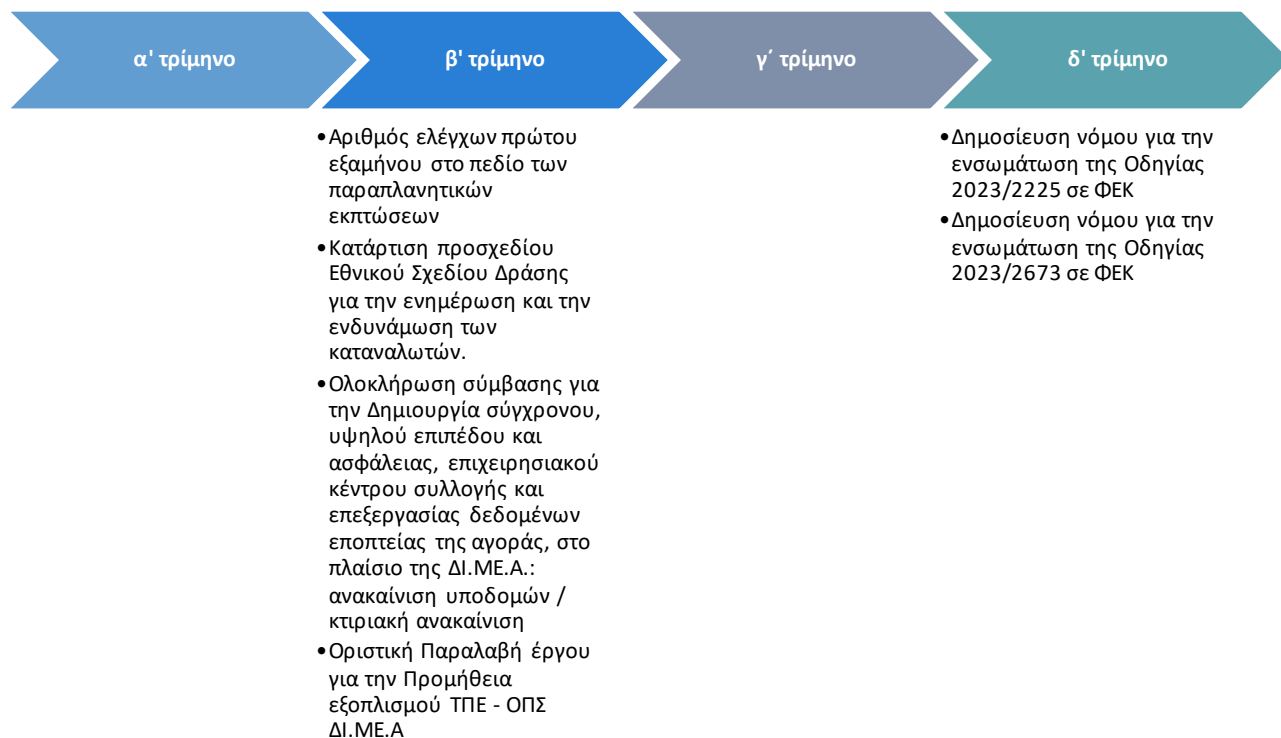 α' τρίμηνο
β' τρίμηνο
γ΄ τρίμηνο
δ' τρίμηνο
•Αριθμός ελέγχων πρώτου
εξαμήνου στο πεδίο των
παραπλανητικών
εκπτώσεων
•Κατάρτιση προσχεδίου
Εθνικού Σχεδίου Δράσης
για την ενημέρωση και την
ενδυνάμωση των
καταναλωτών.
•Ολοκλήρωση σύμβασης για
την Δημιουργία σύγχρονου,
υψηλού επιπέδου και
ασφάλειας, επιχειρησιακού
κέντρου συλλογής και
επεξεργασίας δεδομένων
εποπτείας της αγοράς, στο
πλαίσιο της ΔΙ.ΜΕ.Α.:
ανακαίνιση υποδομών /
κτιριακή ανακαίνιση
•Οριστική Παραλαβή έργου
για την Προμήθεια
εξοπλισμού ΤΠΕ - ΟΠΣ
ΔΙ.ΜΕ.Α
•Δημοσίευση νόμου για την
ενσωμάτωση της Οδηγίας
2023/2225 σε ΦΕΚ
•Δημοσίευση νόμου για την
ενσωμάτωση της Οδηγίας
2023/2673 σε ΦΕΚ